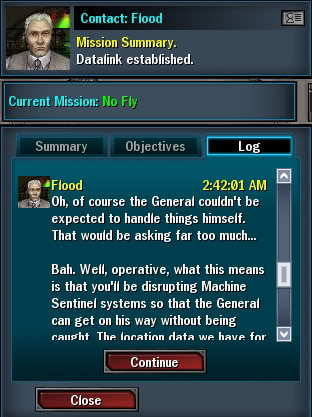 Contact: Flood
Mission Summary.
Datalink established.
Current Mission: No Fly
Summary
Objectives
Log
Flood 2:42:01 AM
Oh, of course the General couldn't be
expected to handle things himself.
That would be asking far too much...
Bah. Well, operative, what this means
is that you'll be disrupting Machine
Sentinel systems so that the General
can get on his way without being
caught. The location data we have for
Continue
Close